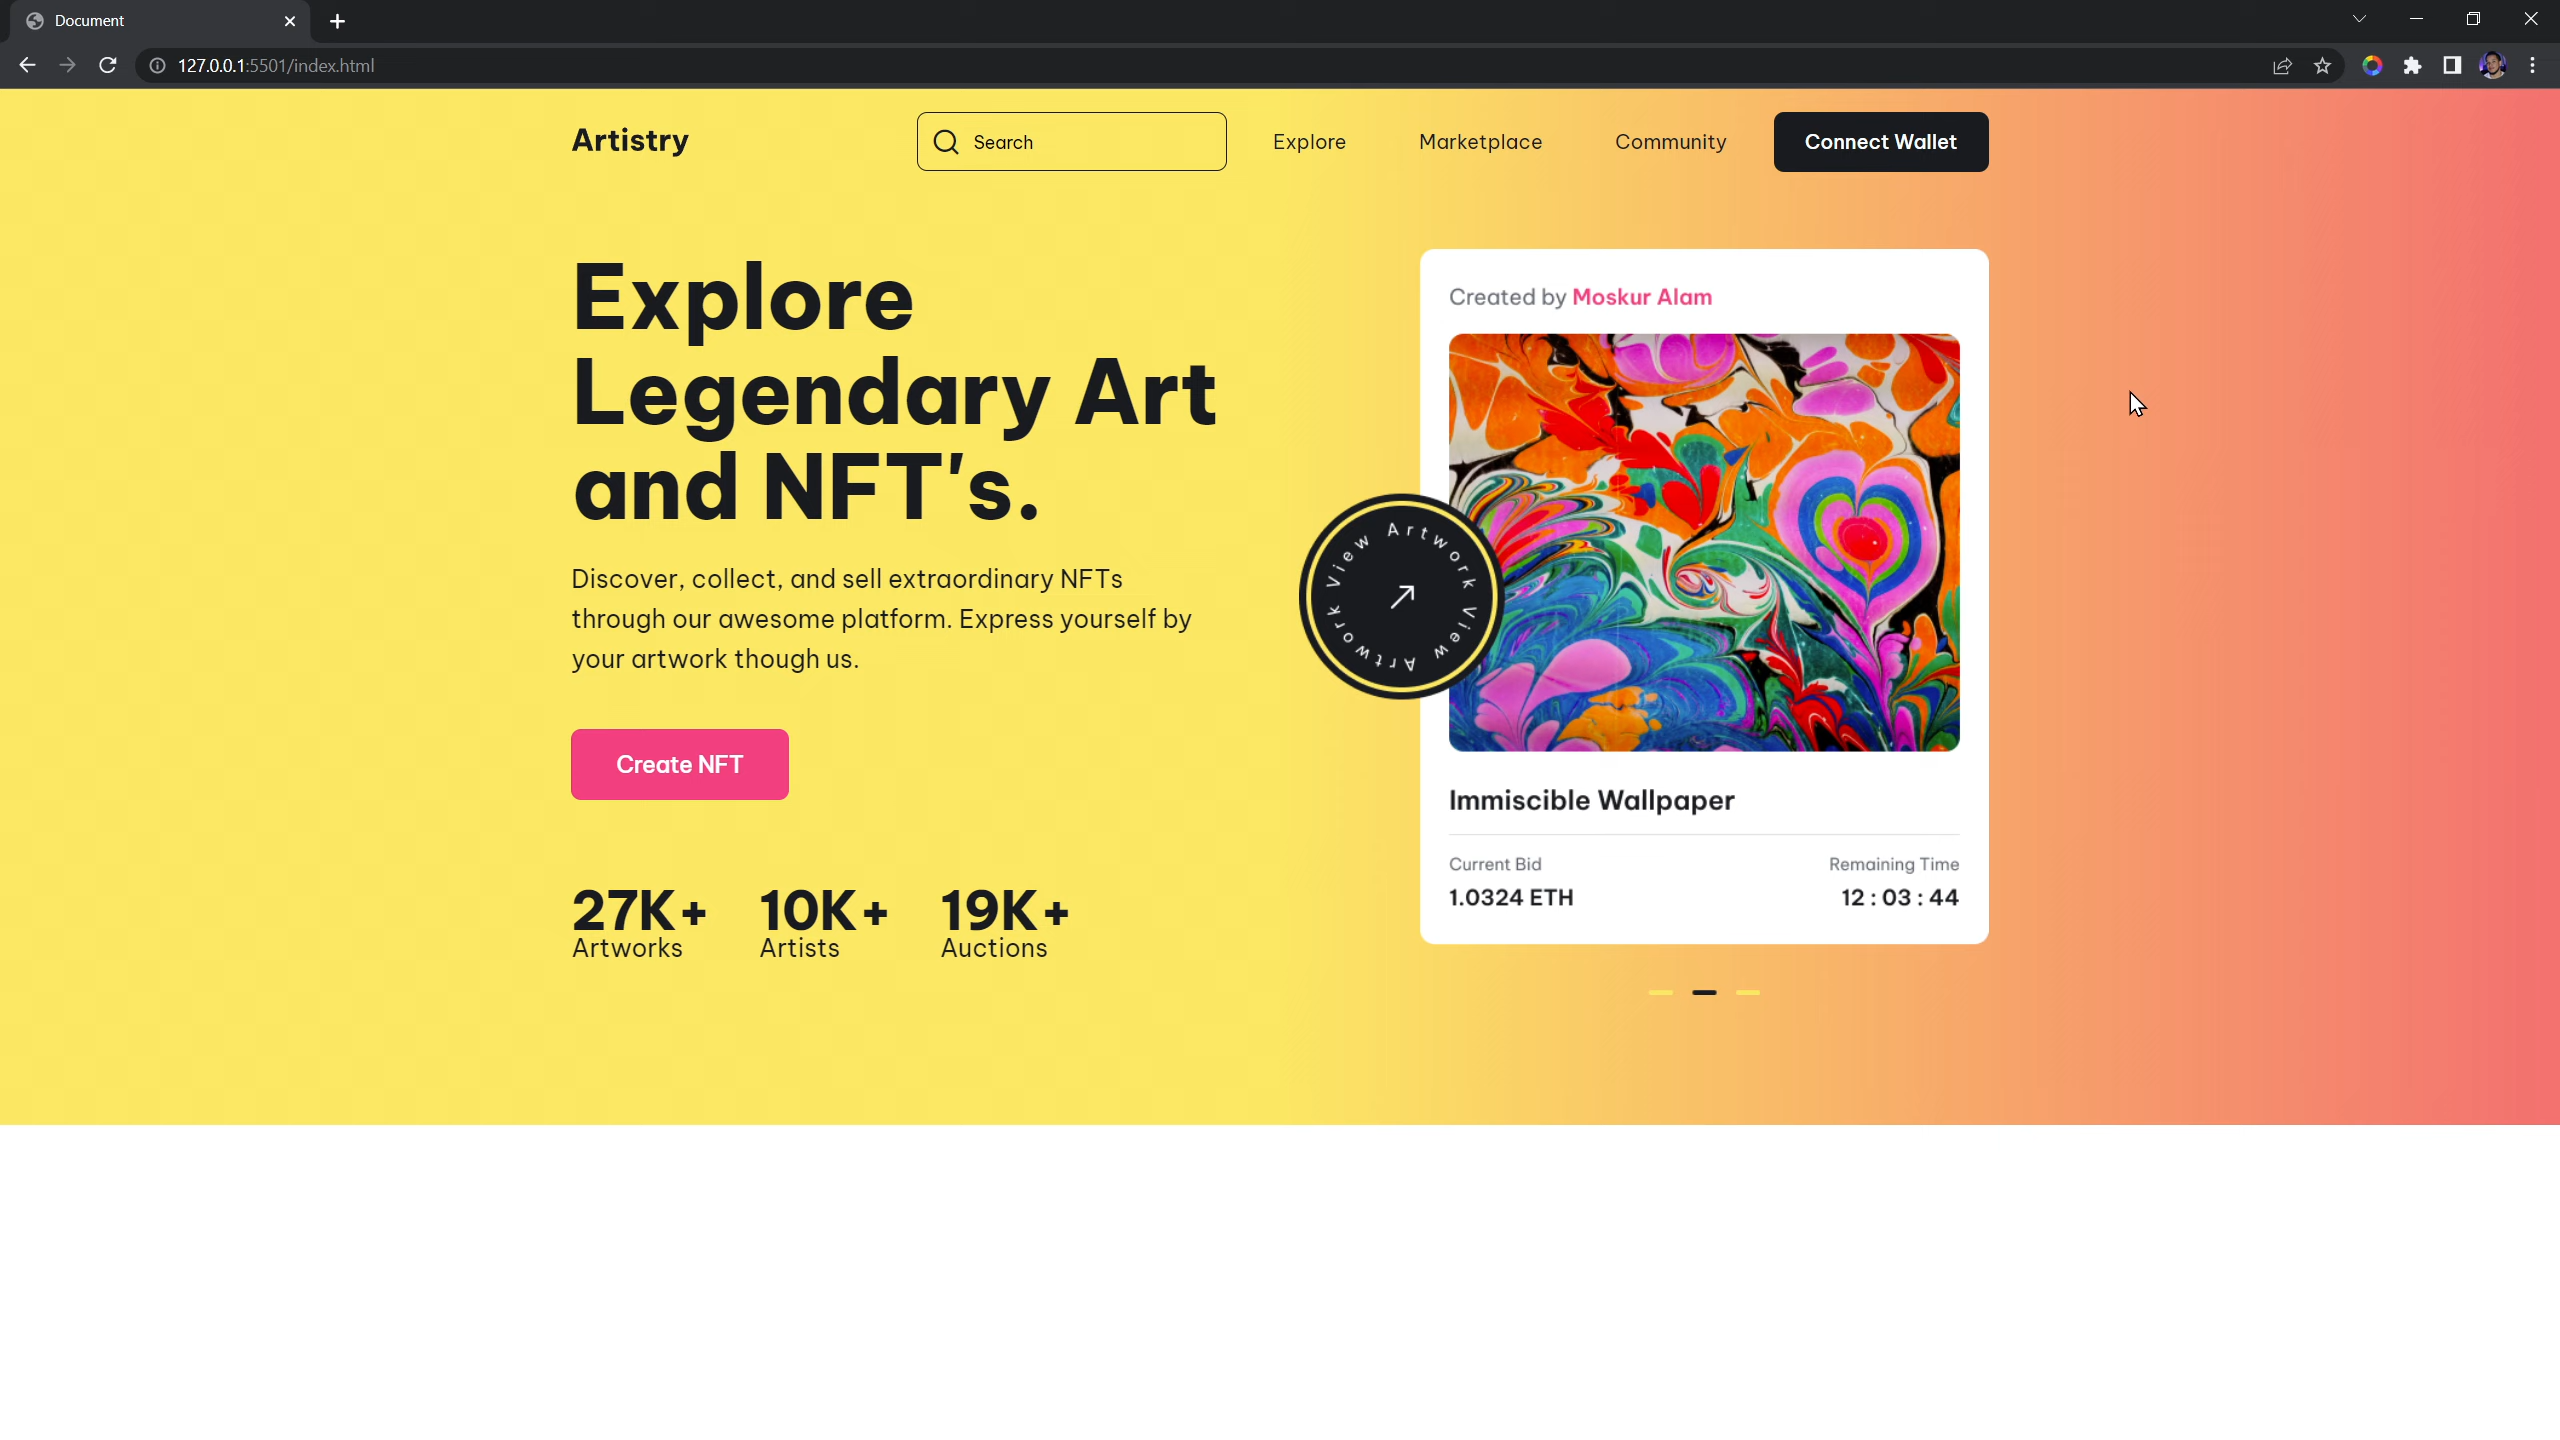 Document
127.0.0.1:5501/index.html
Artistry
Search
Explore
Marketplace
Community
Connect Wallet
Explore
Legendary Art
and NFT's.
Discover, collect, and sell extraordinary NFTs
through our awesome platform. Express yourself by
your artwork though us.
Create NFT
27K+
Artworks
10K+
Artists
19K+
Auctions
Created by Moskur Alam
View Artwork View Artwork
Immiscible Wallpaper
Current Bid
1.0324 ETH
Remaining Time
12 : 03 : 44